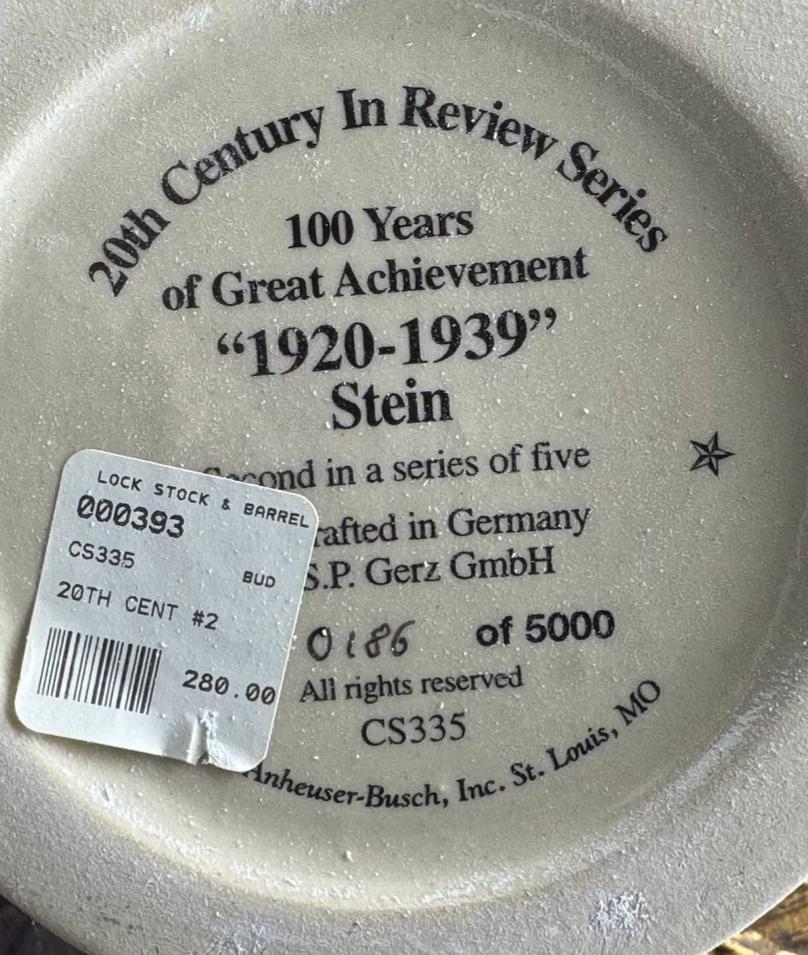 20th Century In Review Series
100 Years
of Great Achievement
“1920-1939”
Stein
in a series of five
in Germany
S.P. Gerz GmbH
0186 of 5000
All rights reserved
CS335
Anheuser-Busch, Inc. St. Louis, MO
LOCK STOCK & BARREL
000393
CS335
BUD
20TH CENT #2
280.00